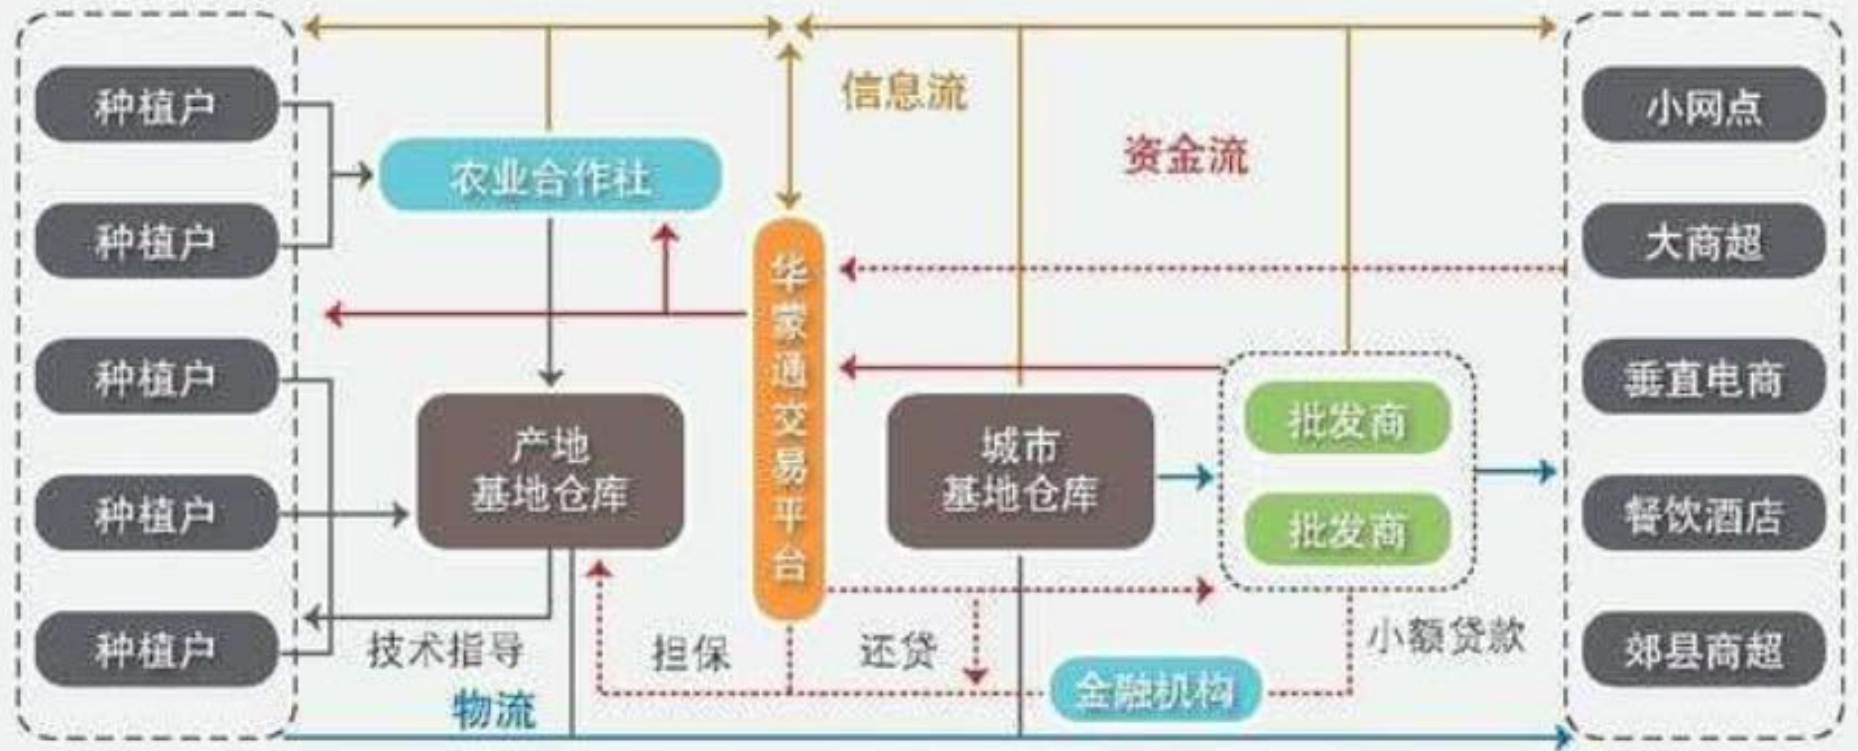 种植户
种植户
种植户
种植户
种植户
农业合作社
产地
基地仓库
技术指导
物流
担保
华蒙通交易平台
信息流
资金流
城市
基地仓库
还贷
金融机构
批发商
批发商
小额贷款
小网点
大商超
垂直电商
餐饮酒店
郊县商超